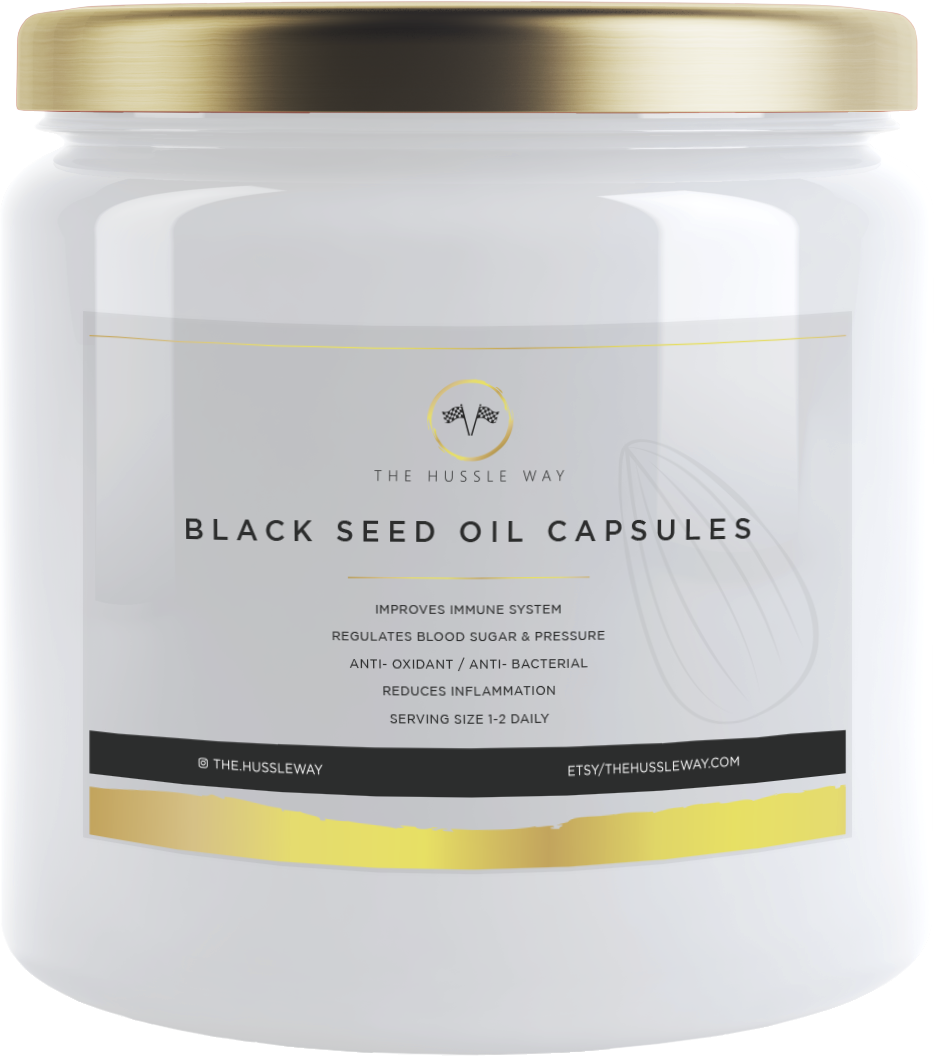 THE HUSSLE WAY
BLACK SEED OIL CAPSULES
IMPROVES IMMUNE SYSTEM
REGULATES BLOOD SUGAR & PRESSURE
ANTI- OXIDANT / ANTI- BACTERIAL
REDUCES INFLAMMATION
SERVING SIZE 1-2 DAILY
THE.HUSSLEWAY
ETSY/THEHUSSLEWAY.COM